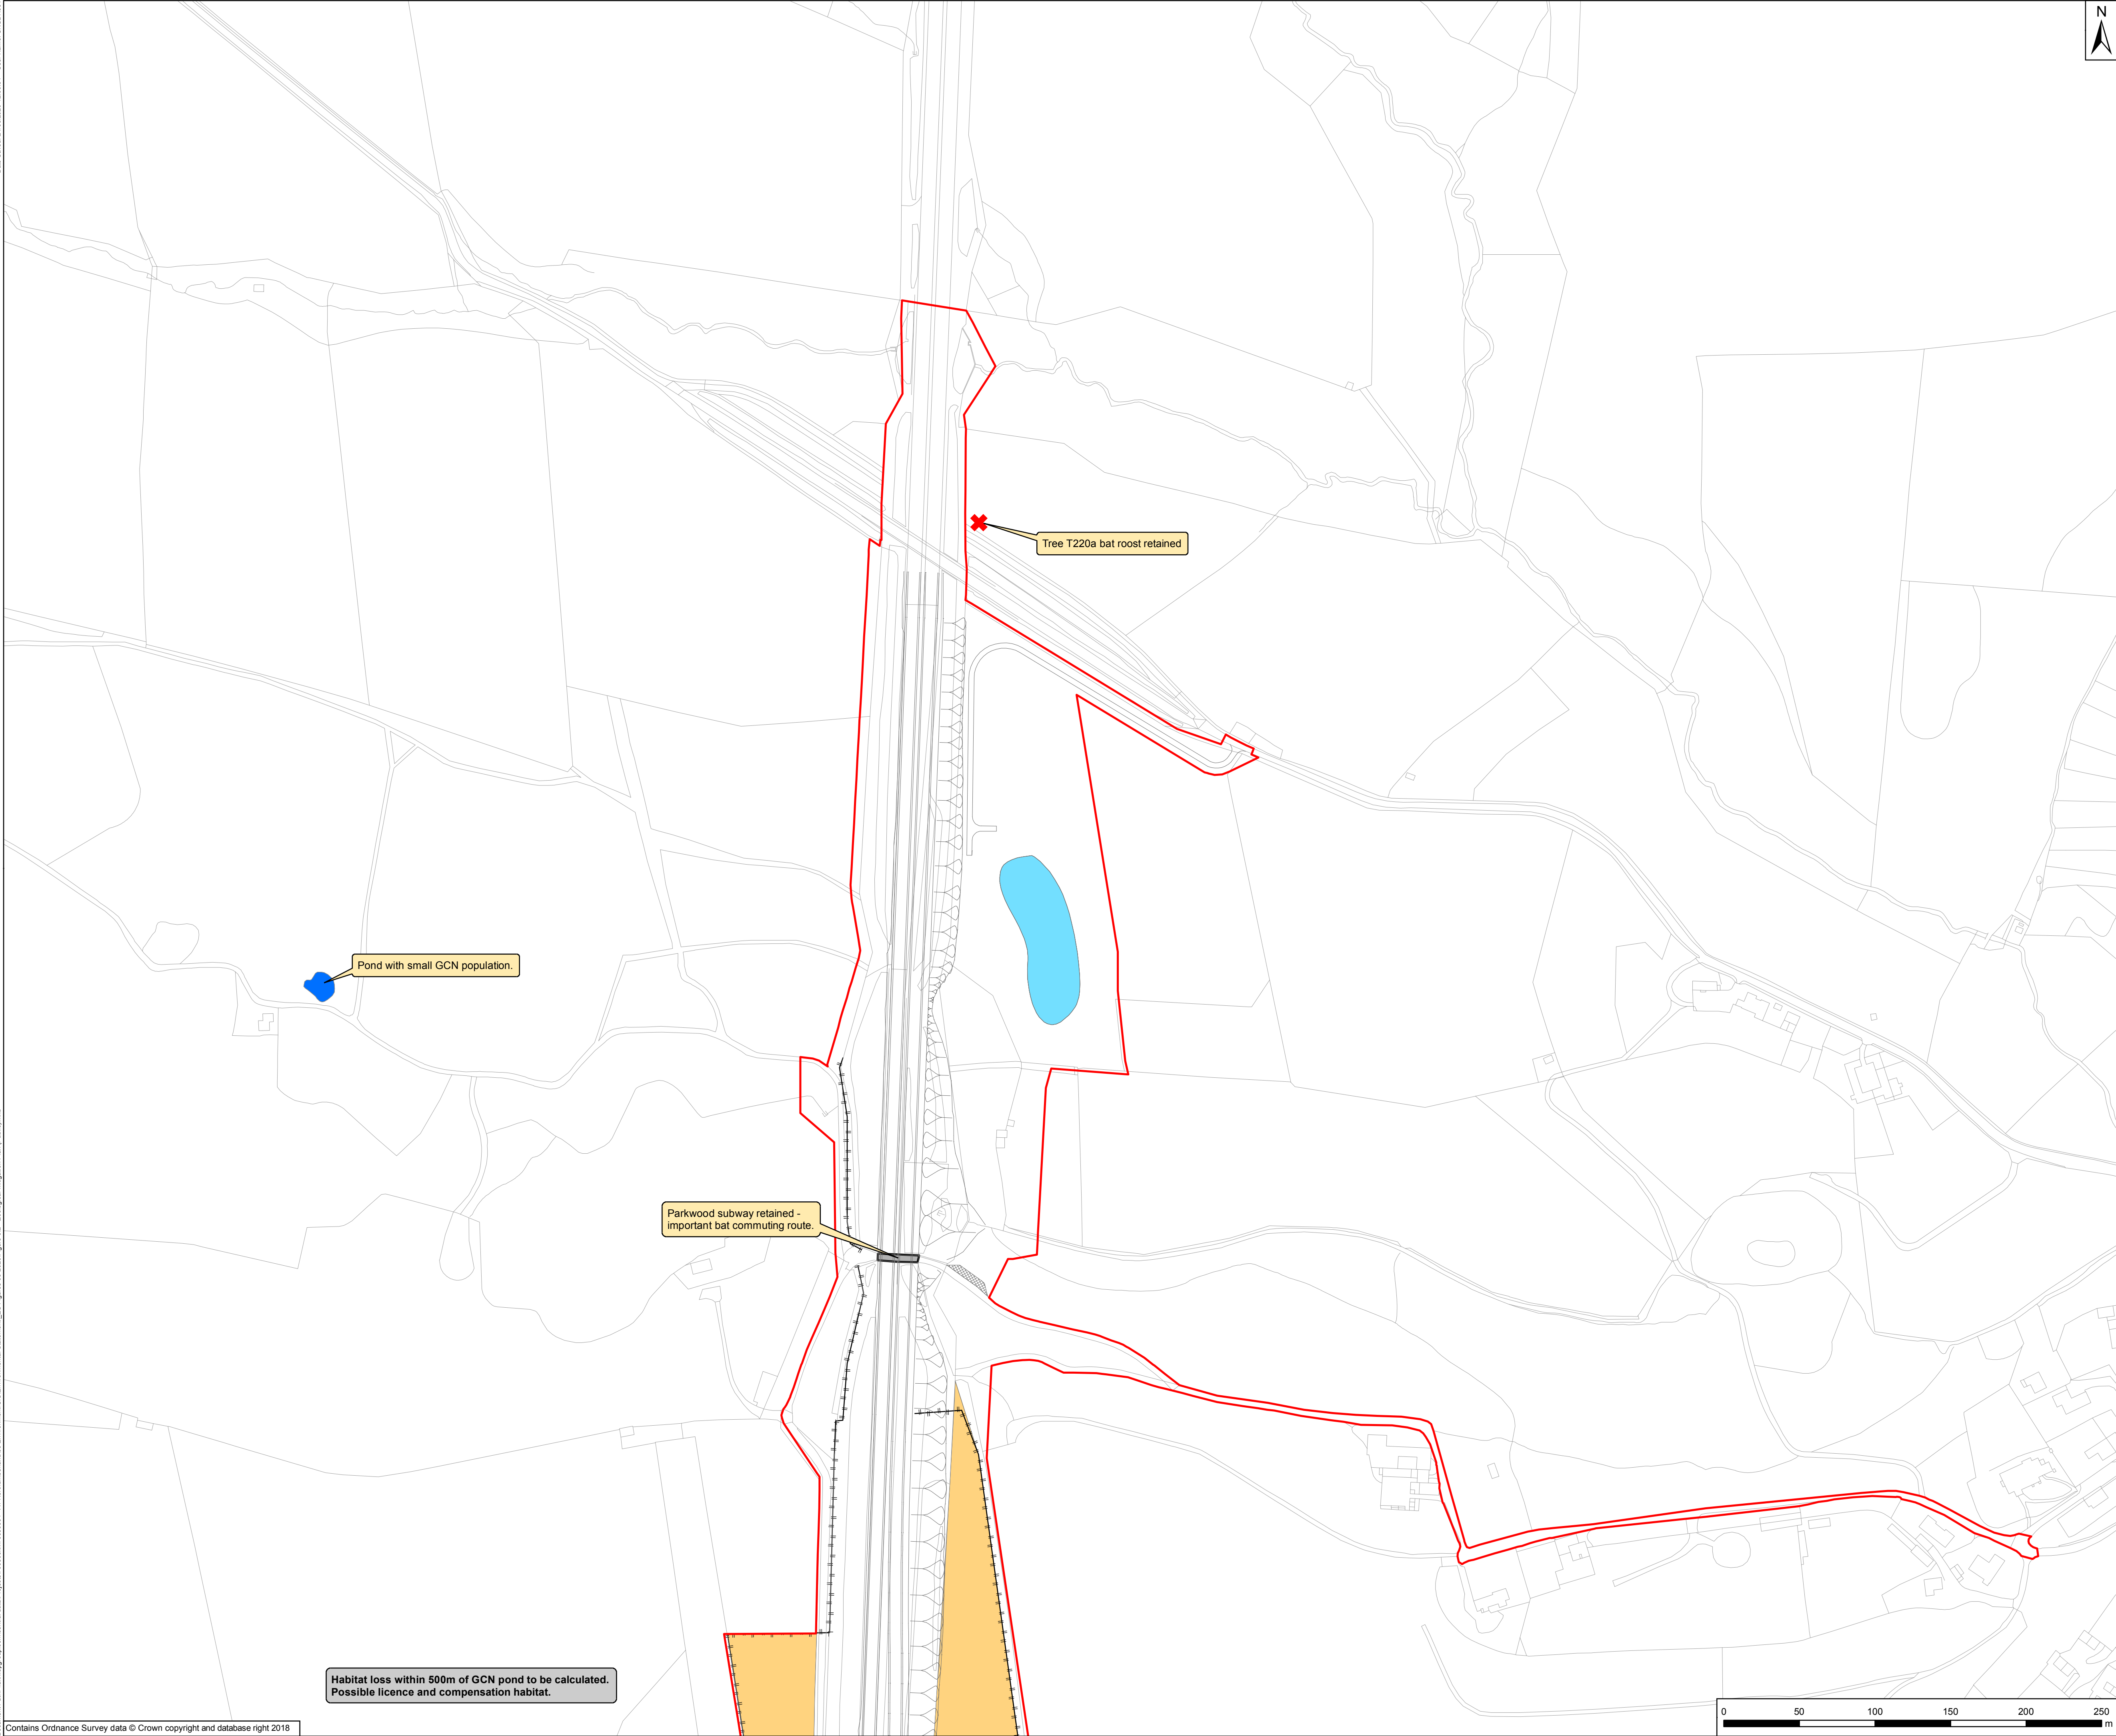 N
Tree T220a bat roost retained
Pond with small GCN population.
Parkwood subway retained -
important bat commuting route.
Habitat loss within 500m of GCN pond to be calculated.
Possible licence and compensation habitat.
Contains Ordnance Survey data © Crown copyright and database right 2018
0 50 100 150 200 250
m